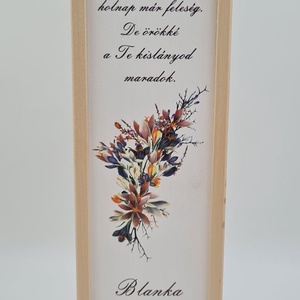 holnap már feleség.
De örökké
a Te kislányod
maradok.
Blanka